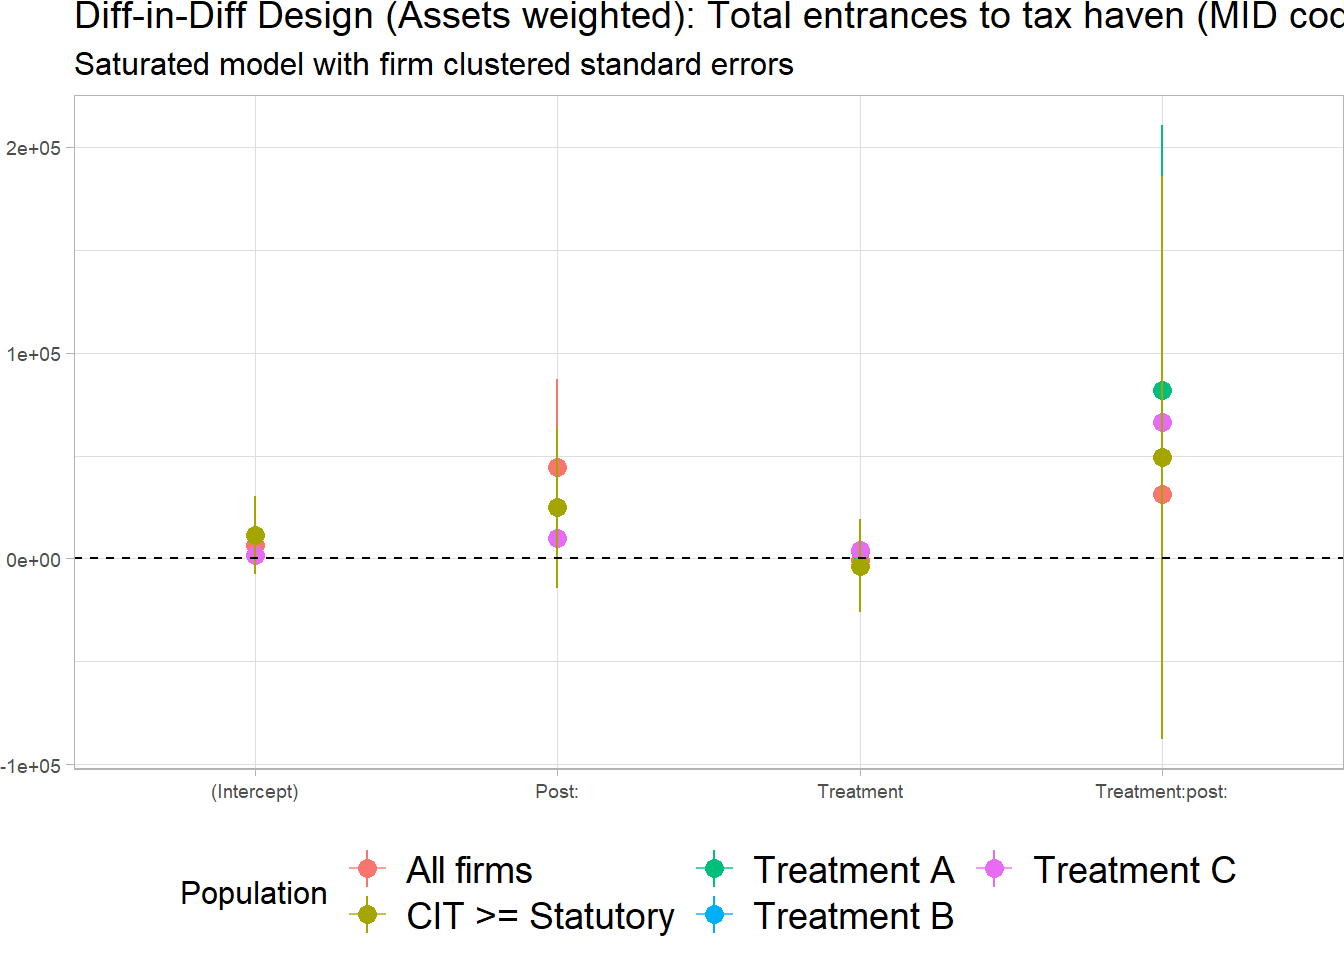 Diff-in-Diff Design (Assets weighted): Total entrances to tax haven (MID cod
Saturated model with firm clustered standard errors
2e+05
1e+05
0e+00
-1e+05
(Intercept) Post: Treatment Treatment:post:
Population
All firms Treatment A Treatment C
CIT >= Statutory Treatment B